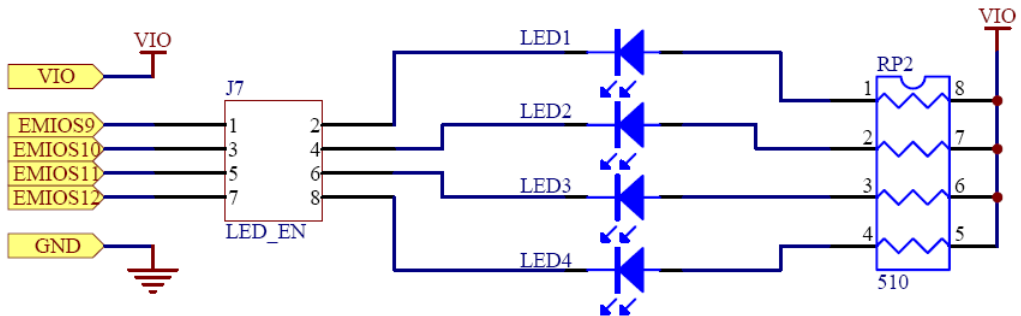 VIO
VIO
VIO
LED1
RP2
J7
1
8
EMIOS9
1
2
LED2
EMIOS10
3
4
2
7
EMIOS11
5
6
LED3
3
6
EMIOS12
7
8
LED_EN
GND
LED4
4
5
510